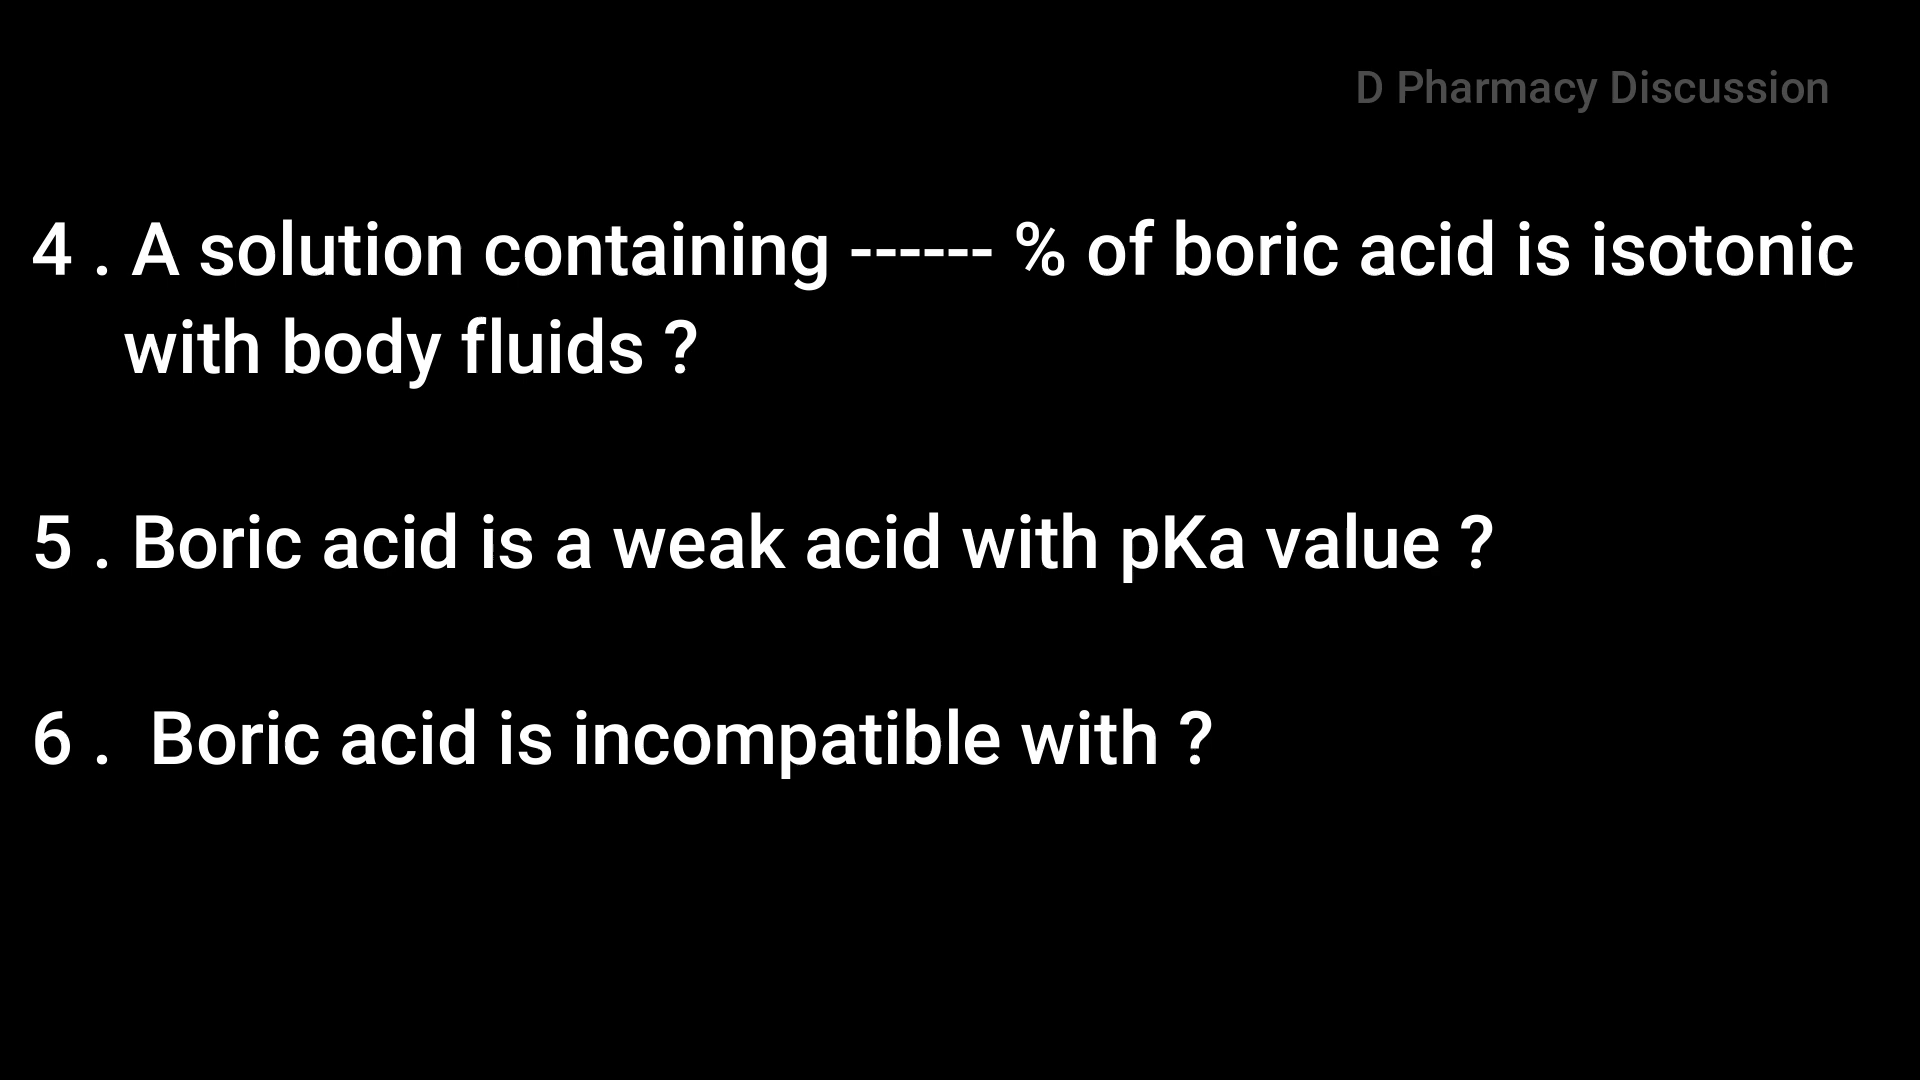 D Pharmacy Discussion
4 . A solution containing ------ % of boric acid is isotonic
with body fluids ?
5 . Boric acid is a weak acid with pKa value ?
6 .  Boric acid is incompatible with ?